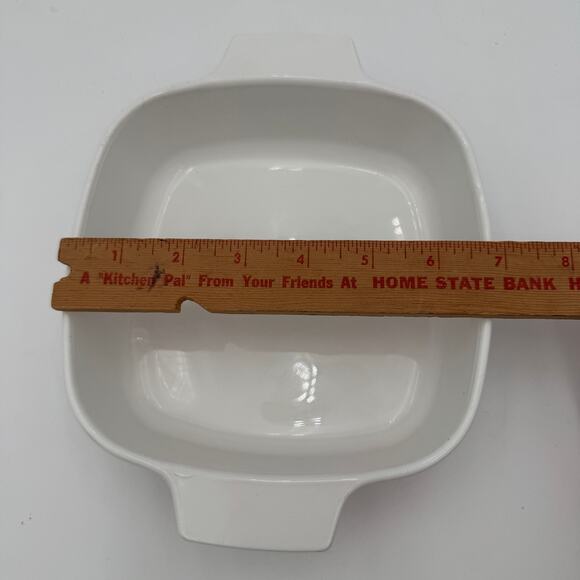 1 2 3 4 5 6 7 8
A "Kitchen Pal" From Your Friends At HOME STATE BANK H